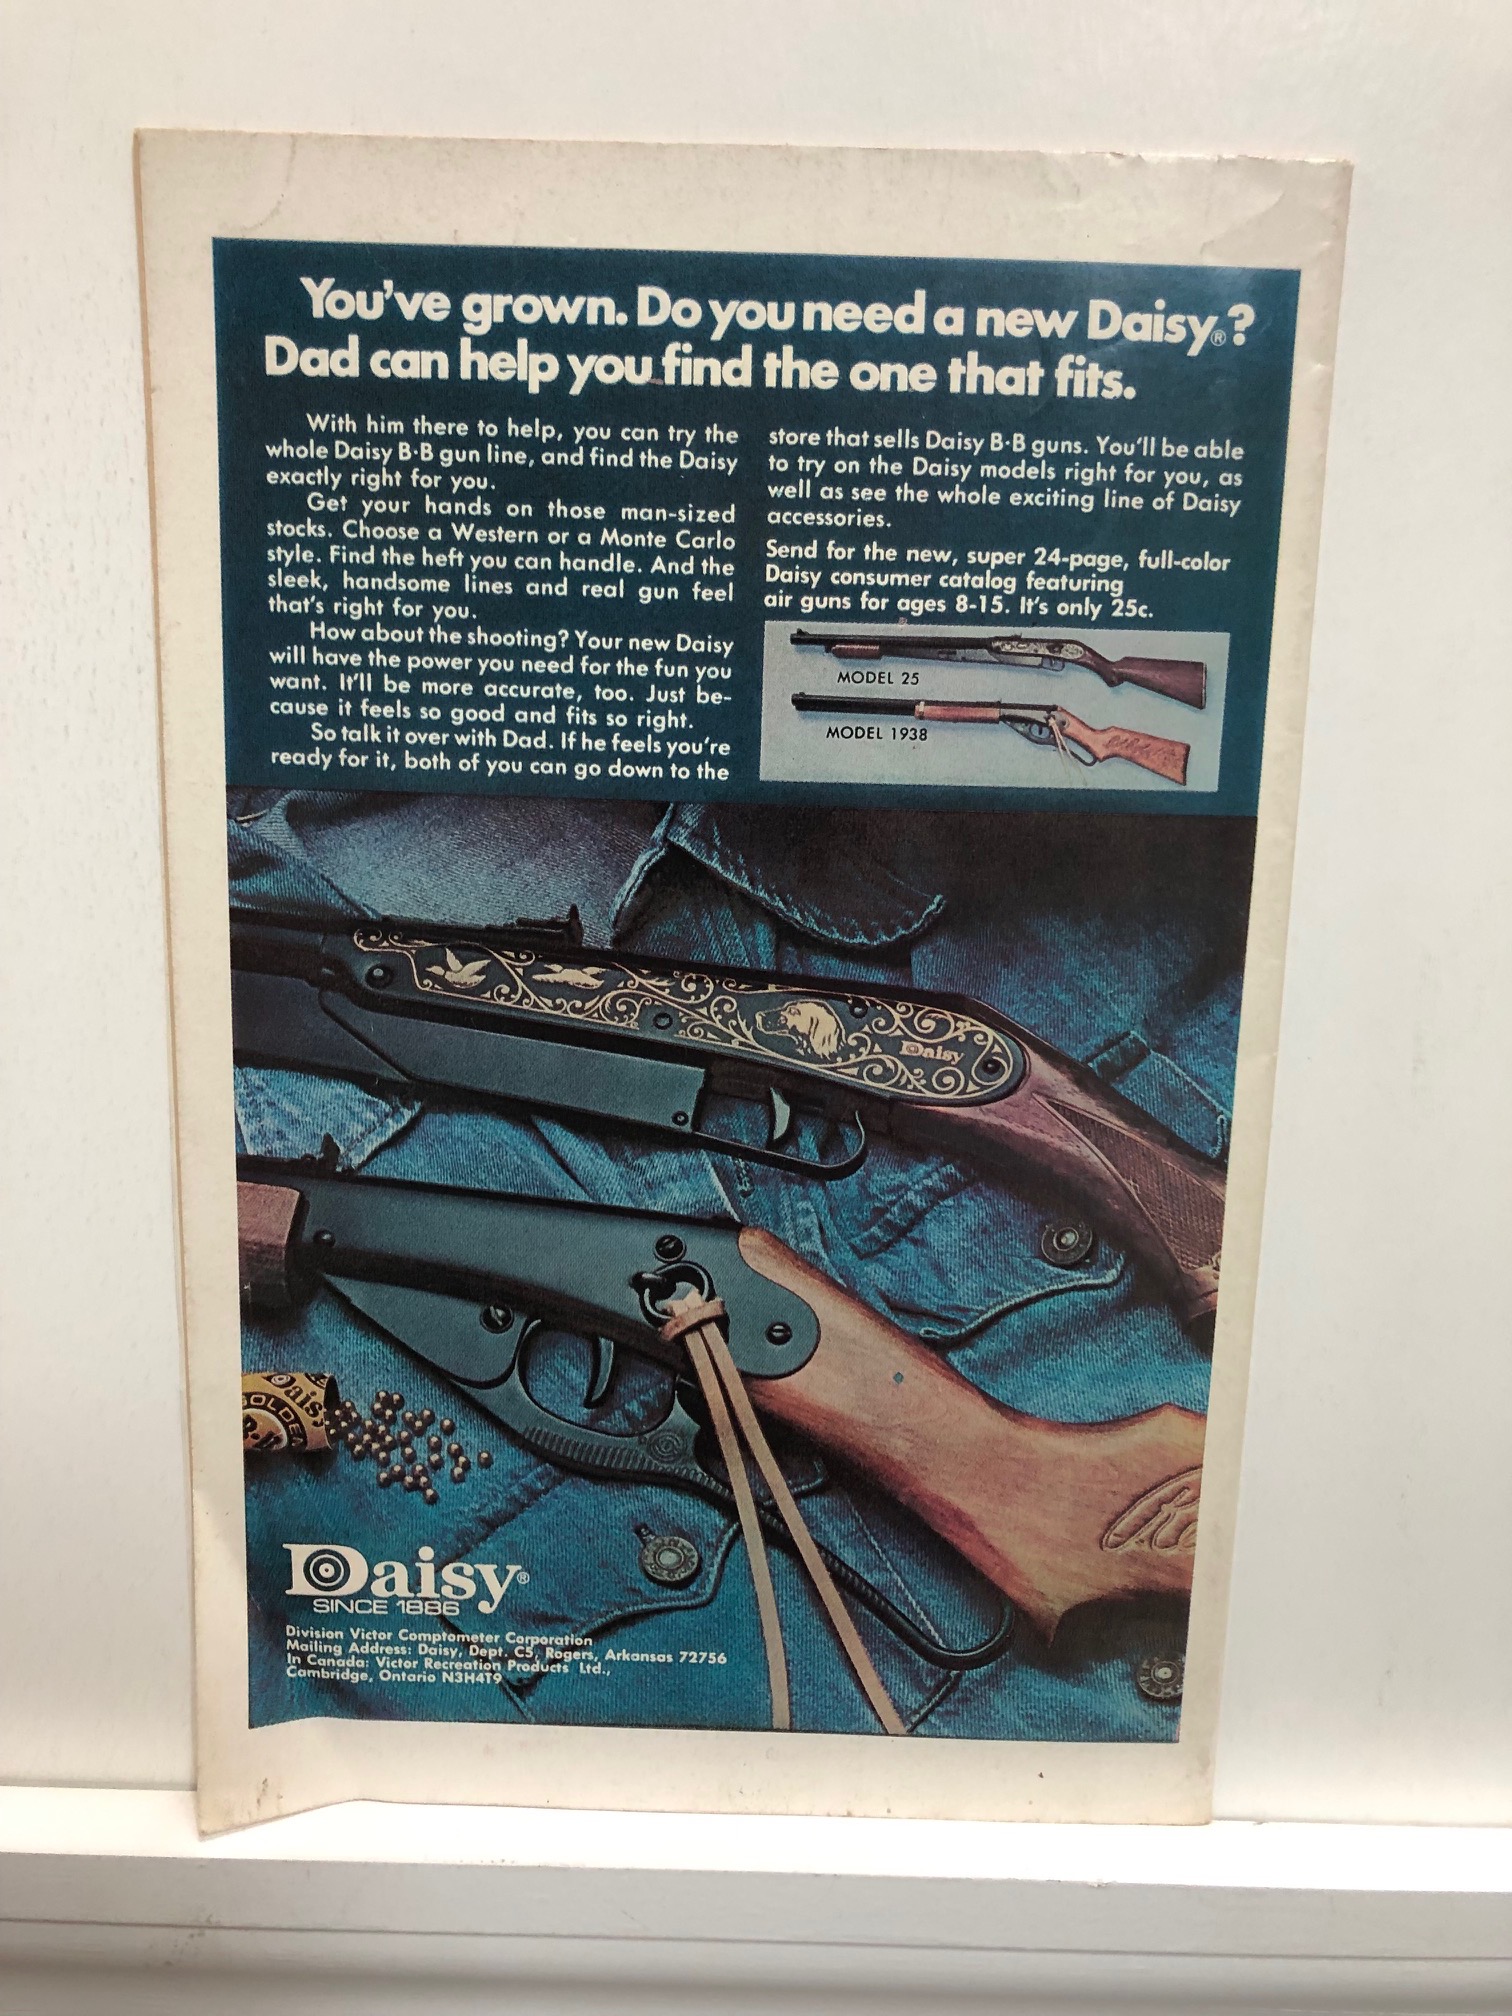 You've grown. Do you need a new Daisy®?
Dad can help you find the one that fits.
With him there to help, you can try the
whole Daisy B·B gun line, and find the Daisy
exactly right for you.
Get your hands on those man-sized
stocks. Choose a Western or a Monte Carlo
style. Find the heft you can handle. And the
sleek, handsome lines and real gun feel
that's right for you.
How about the shooting? Your new Daisy
will have the power you need for the fun you
want. It'll be more accurate, too. Just be-
cause it feels so good and fits so right.
So talk it over with Dad. If he feels you're
ready for it, both of you can go down to the
store that sells Daisy B·B guns. You'll be able
to try on the Daisy models right for you, as
well as see the whole exciting line of Daisy
accessories.
Send for the new, super 24-page, full-color
Daisy consumer catalog featuring
air guns for ages 8-15. It's only 25c.
MODEL 25
MODEL 1938
Daisy
Daisy
GOLDEN
Daisy®
SINCE 1886
Division Victor Comptometer Corporation
Mailing Address: Daisy, Dept. C5, Rogers, Arkansas 72756
In Canada: Victor Recreation Products Ltd.,
Cambridge, Ontario N3H4T9